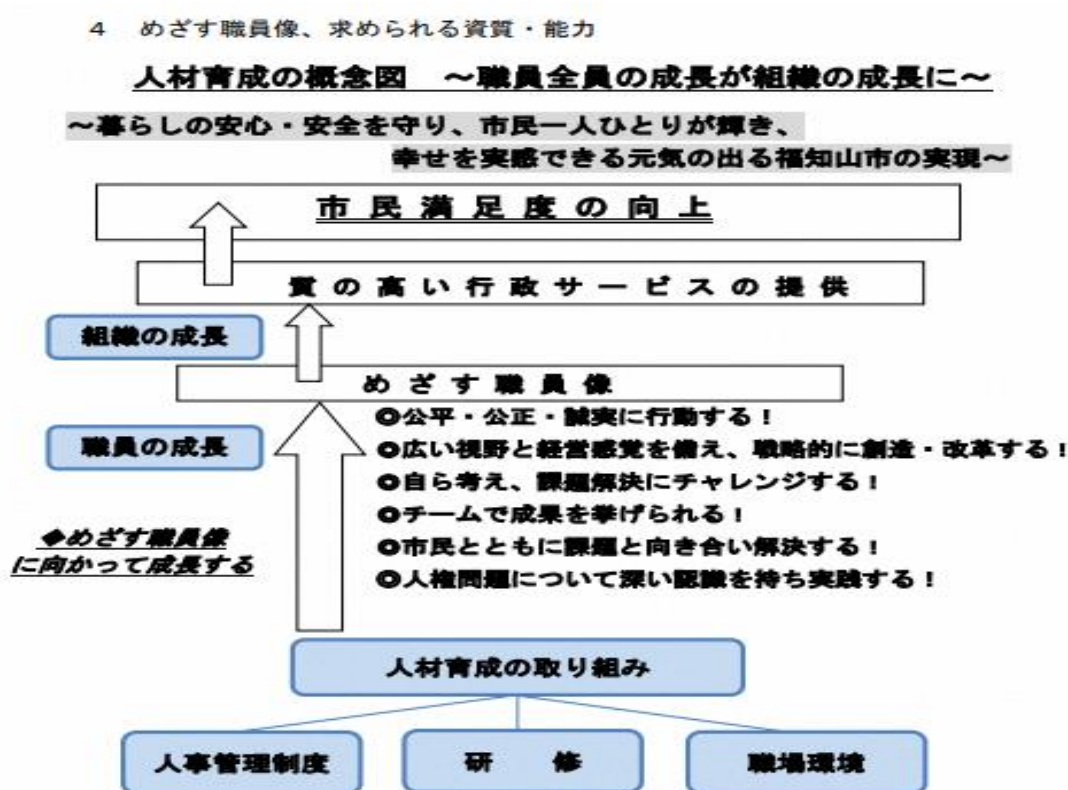 4 めざす職員像、求められる資質・能力
人材育成の概念図 ～職員全員の成長が組織の成長に～
～暮らしの安心・安全を守り、市民一人ひとりが輝き、
幸せを実感できる元気の出る福知山市の実現～
市民満足度の向上
質の高い行政サービスの提供
組織の成長
めざす職員像
◎公平・公正・誠実に行動する！
職員の成長
◎広い視野と経営感覚を備え、戦略的に創造・改革する！
◎自ら考え、課題解決にチャレンジする！
◎チームで成果を挙げられる！
◆めざす職員像
に向かって成長する
◎市民とともに課題と向き合い解決する！
◎人権問題について深い認識を持ち実践する！
人材育成の取り組み
人事管理制度
研 修
職場環境